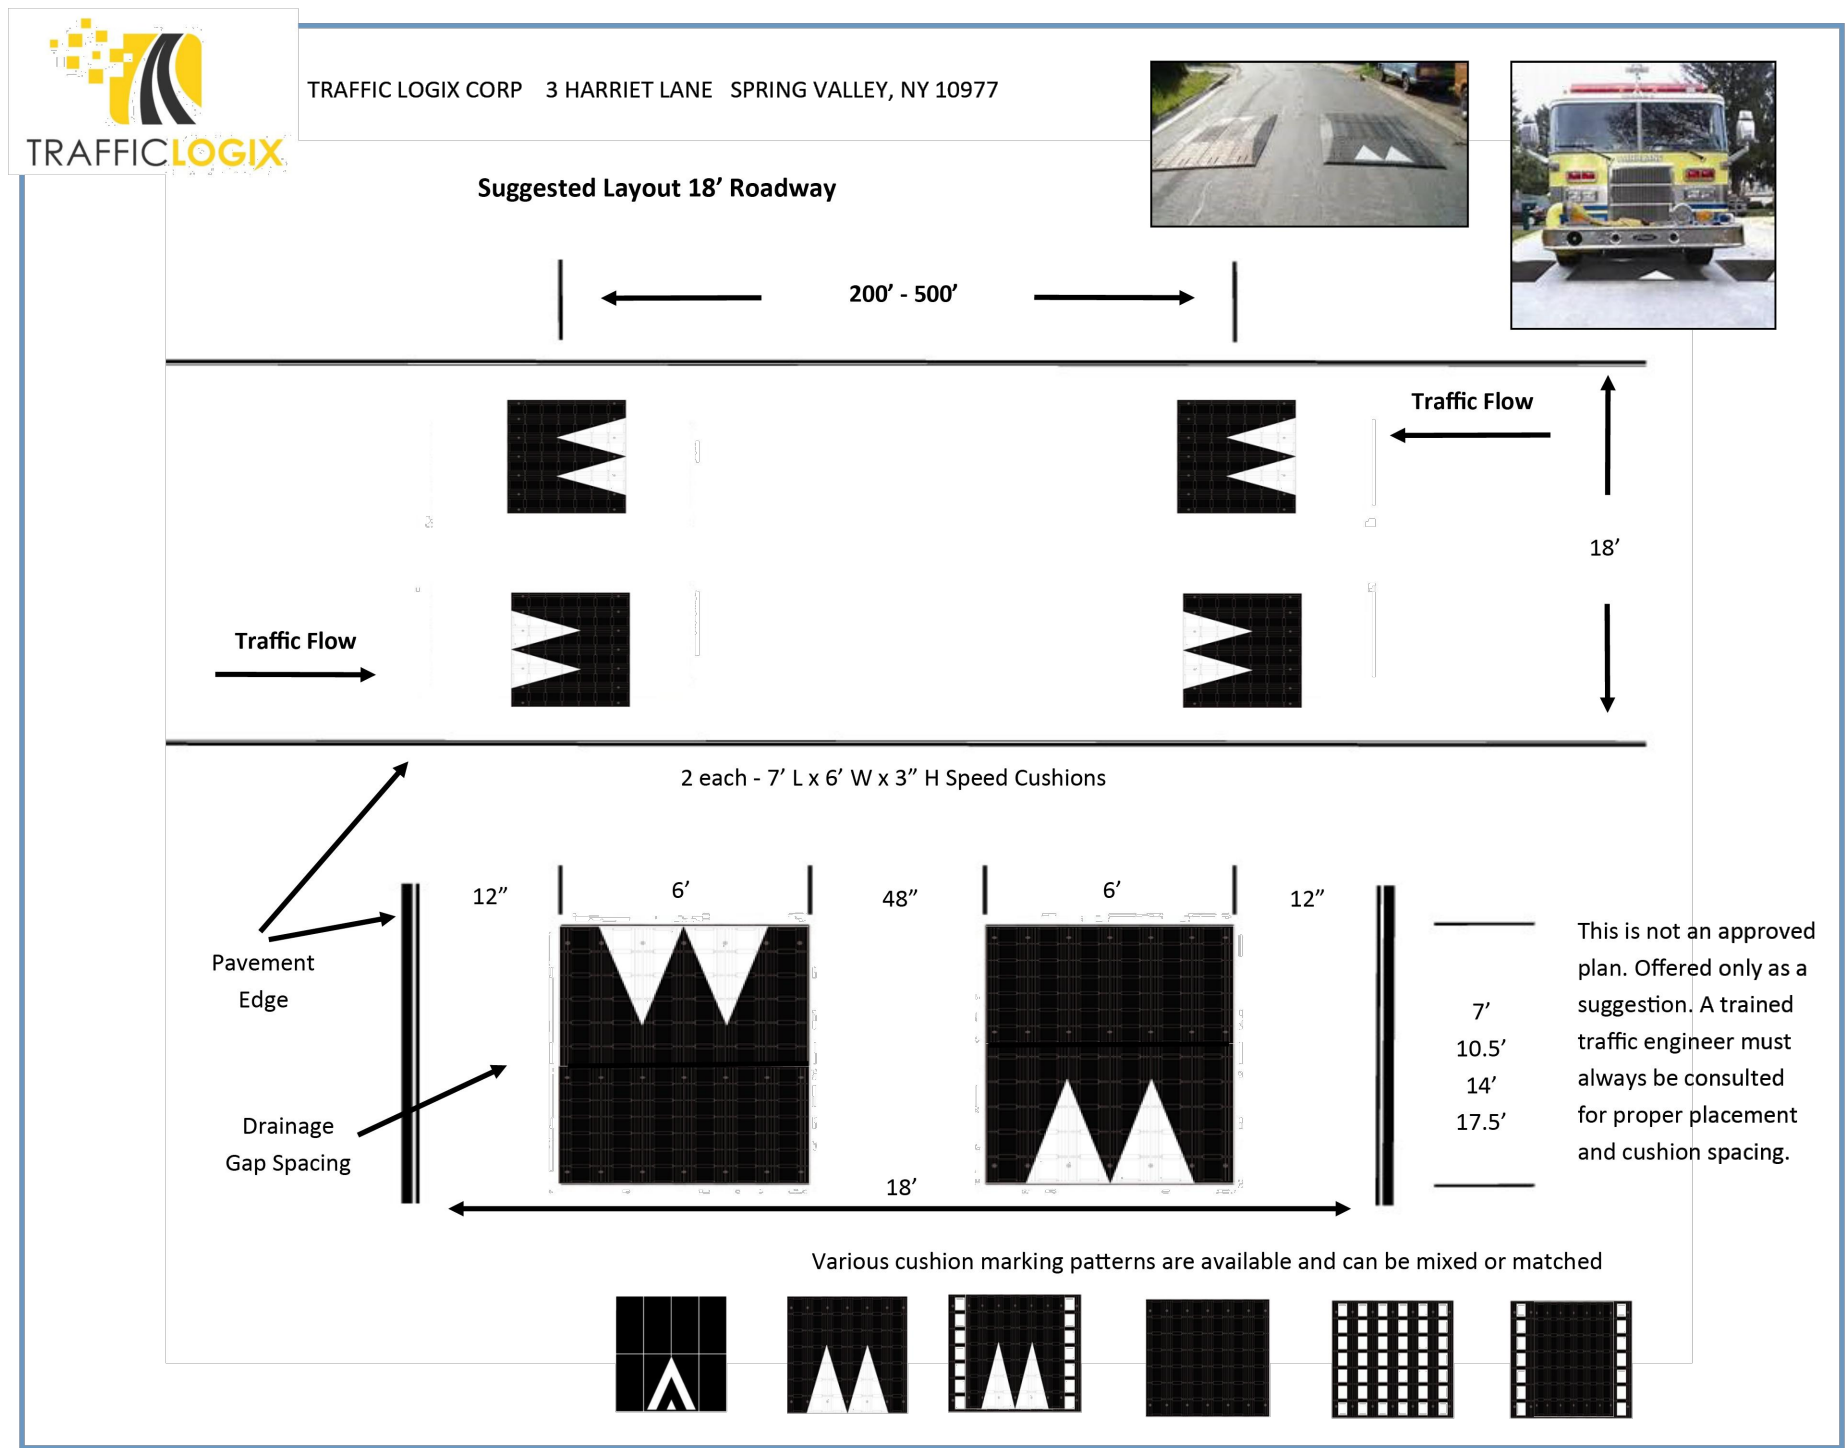 TRAFFICLOGIX
TRAFFIC LOGIX CORP 3 HARRIET LANE SPRING VALLEY, NY 10977
Suggested Layout 18’ Roadway
200’ - 500’
Traffic Flow
18’
Traffic Flow
2 each - 7’ L x 6’ W x 3” H Speed Cushions
12”
6’
48”
6’
12”
Pavement
Edge
Drainage
Gap Spacing
18’
7’
10.5’
14’
17.5’
This is not an approved
plan. Offered only as a
suggestion. A trained
traffic engineer must
always be consulted
for proper placement
and cushion spacing.
Various cushion marking patterns are available and can be mixed or matched